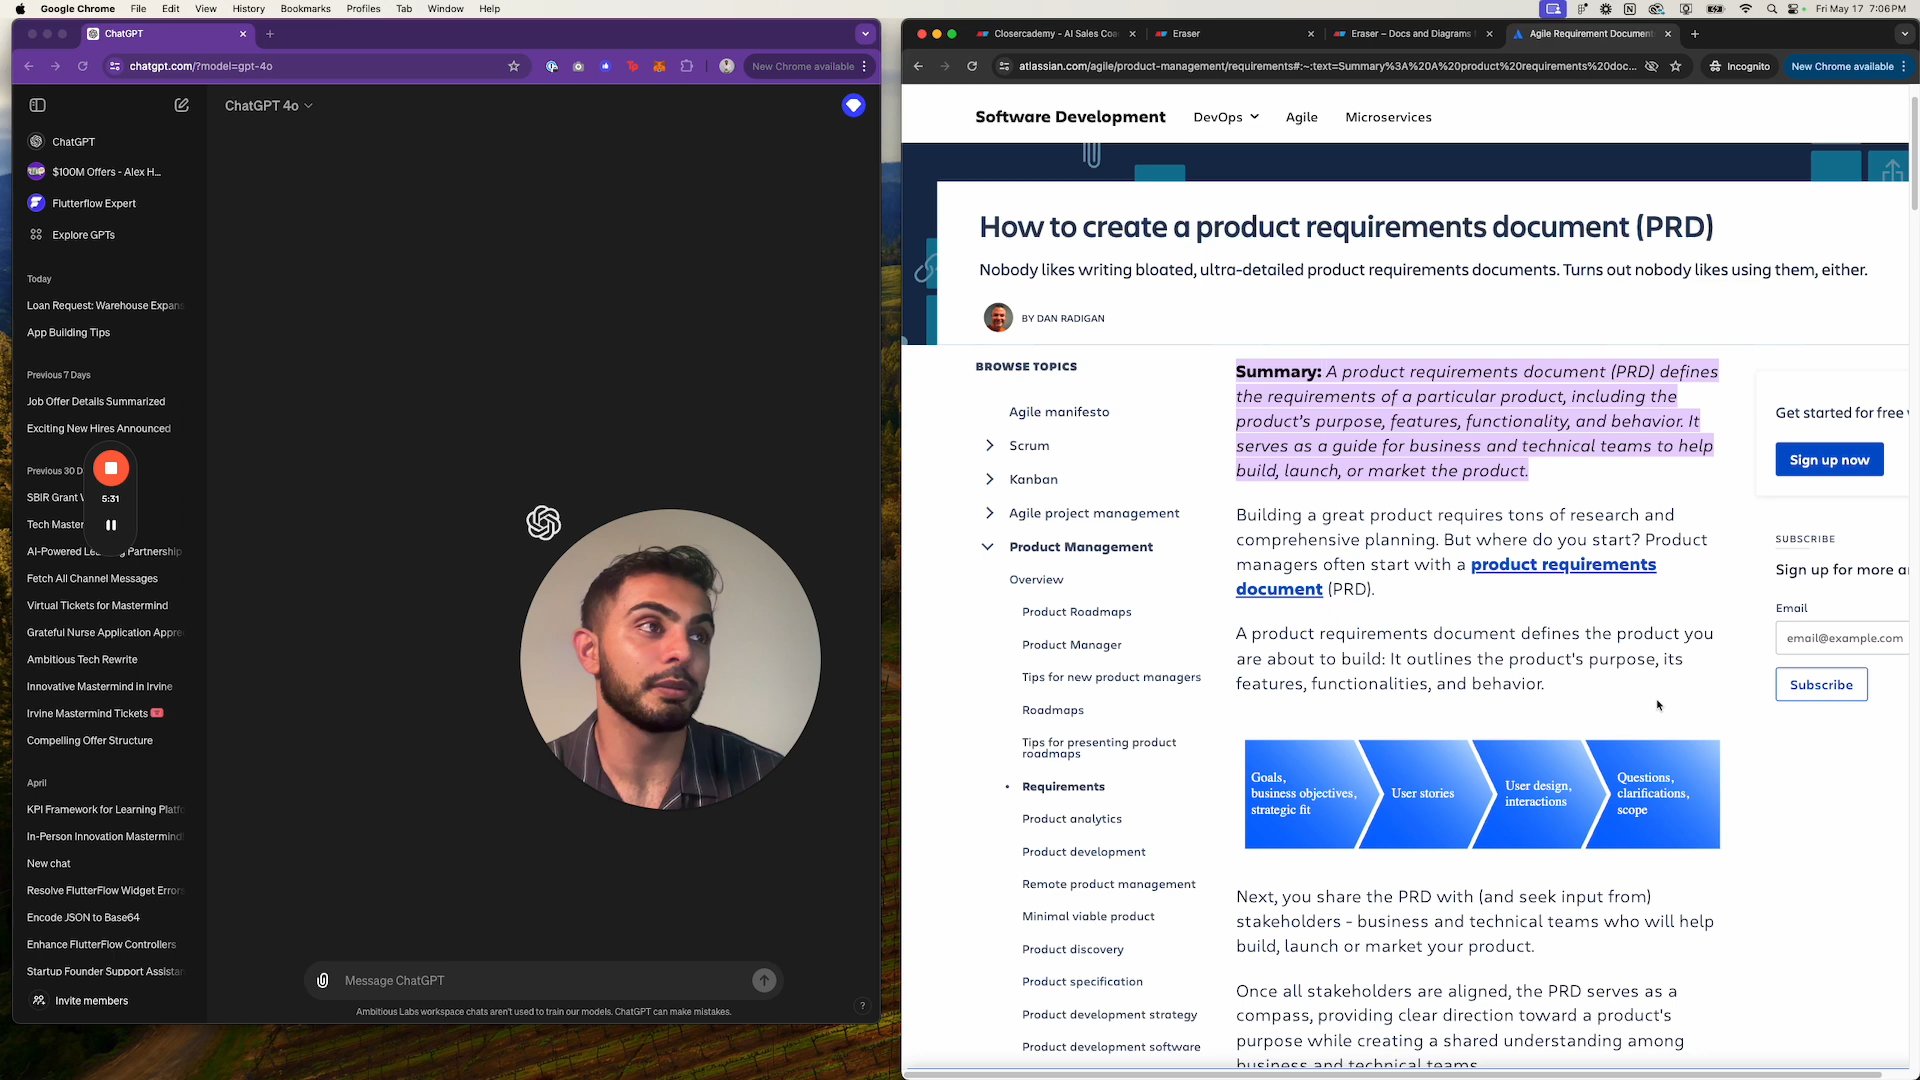 Google Chrome File Edit View History Bookmarks Profiles Tab Window Help
Fri May 17 7:06 PM
ChatGPT
chatgpt.com/?model=gpt-4o
New Chrome available
ChatGPT 4o
ChatGPT
$100M Offers - Alex H...
Flutterflow Expert
Explore GPTs
Today
Loan Request: Warehouse Expans
App Building Tips
Previous 7 Days
Job Offer Details Summarized
Exciting New Hires Announced
Previous 30 D
5:31
SBIR Grant
Tech Master
AI-Powered Le
Partnership
Fetch All Channel Messages
Virtual Tickets for Mastermind
Grateful Nurse Application Appre
Ambitious Tech Rewrite
Innovative Mastermind in Irvine
Irvine Mastermind Tickets
Compelling Offer Structure
April
KPI Framework for Learning Platfo
In-Person Innovation Mastermind
New chat
Resolve FlutterFlow Widget Errors
Encode JSON to Base64
Enhance FlutterFlow Controllers
Startup Founder Support Assistan
Invite members
Message ChatGPT
Ambitious Labs workspace chats aren't used to train our models. ChatGPT can make mistakes.
?
Closercademy - AI Sales Coa
Eraser
Eraser – Docs and Diagrams
Agile Requirement Document
atlassian.com/agile/product-management/requirements#:~:text=Summary%3A%20A%20product%20requirements%20doc...
Incognito
New Chrome available
Software Development
DevOps
Agile
Microservices
How to create a product requirements document (PRD)
Nobody likes writing bloated, ultra-detailed product requirements documents. Turns out nobody likes using them, either.
BY DAN RADIGAN
BROWSE TOPICS
Agile manifesto
Scrum
Kanban
Agile project management
Product Management
Overview
Product Roadmaps
Product Manager
Tips for new product managers
Roadmaps
Tips for presenting product
roadmaps
Requirements
Product analytics
Product development
Remote product management
Minimal viable product
Product discovery
Product specification
Product development strategy
Product development software
Summary: A product requirements document (PRD) defines
the requirements of a particular product, including the
product's purpose, features, functionality, and behavior. It
serves as a guide for business and technical teams to help
build, launch, or market the product.
Building a great product requires tons of research and
comprehensive planning. But where do you start? Product
managers often start with a product requirements
document (PRD).
A product requirements document defines the product you
are about to build: It outlines the product's purpose, its
features, functionalities, and behavior.
Goals,
business objectives,
strategic fit
User stories
User design,
interactions
Questions,
clarifications,
scope
Next, you share the PRD with (and seek input from)
stakeholders - business and technical teams who will help
build, launch or market your product.
Once all stakeholders are aligned, the PRD serves as a
compass, providing clear direction toward a product's
purpose while creating a shared understanding among
business and technical teams
Get started for free
Sign up now
SUBSCRIBE
Sign up for more
Email
email@example.com
Subscribe